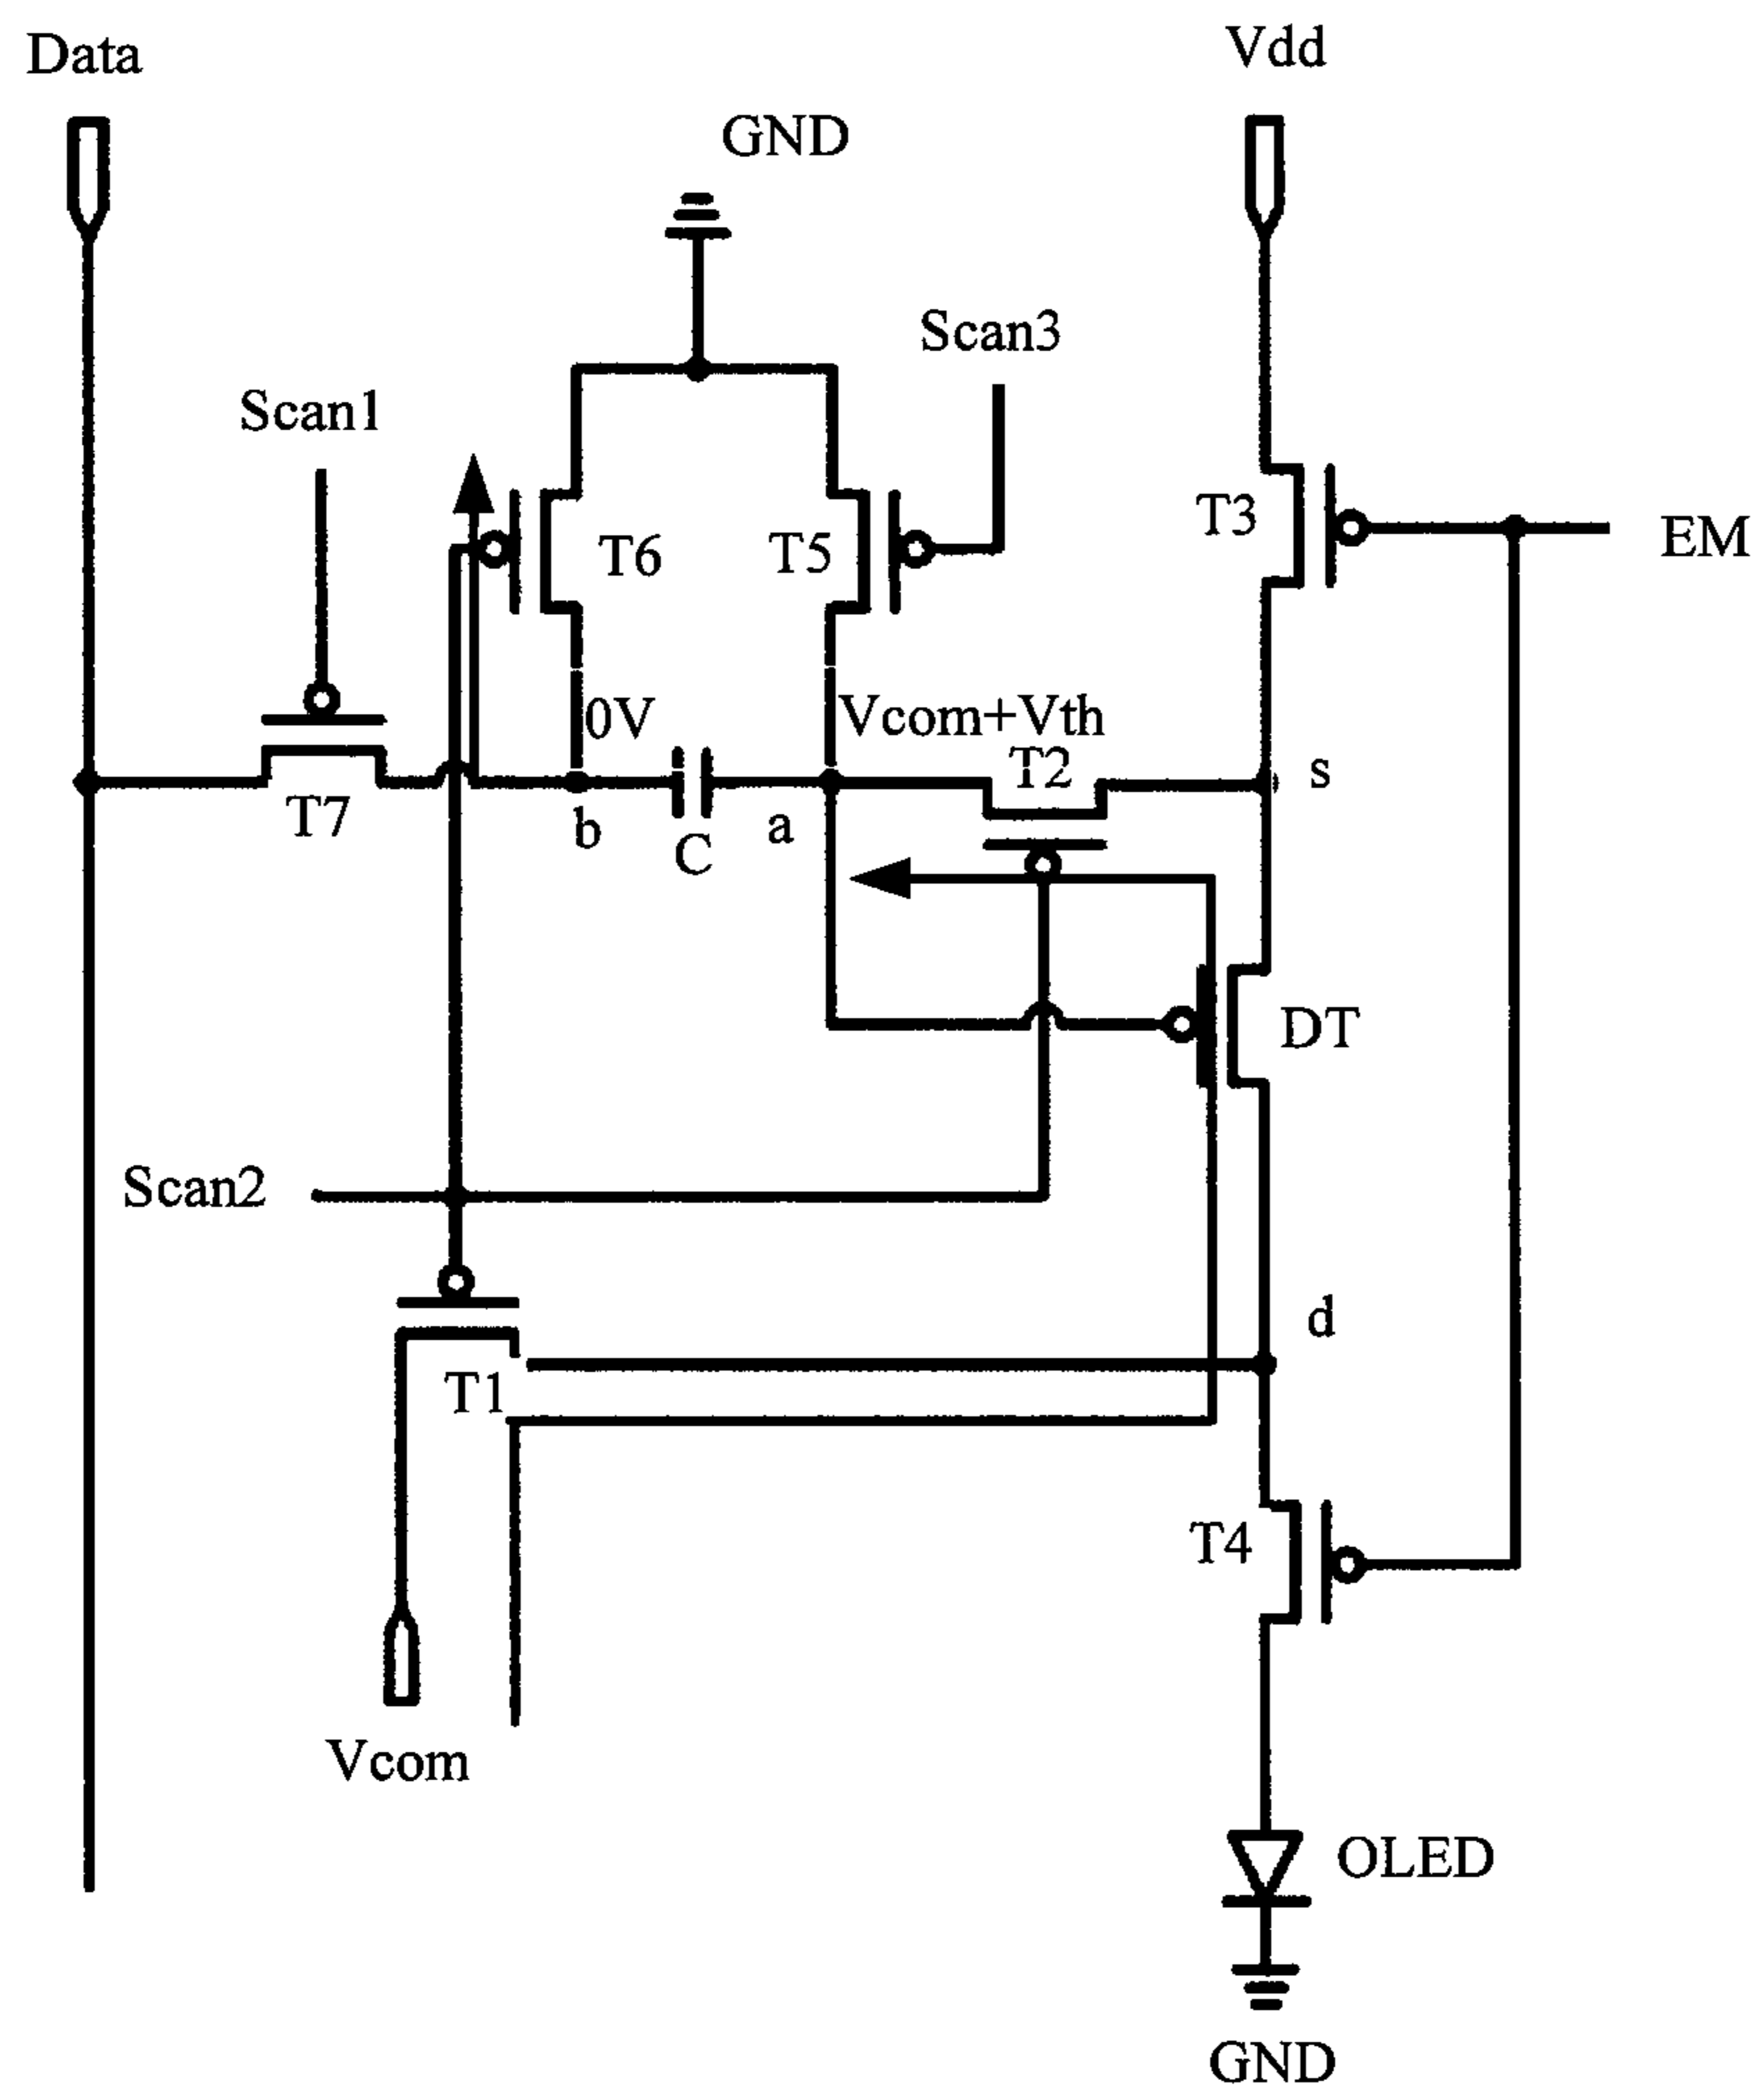 Data
Vdd
GND
Scan3
Scan1
T3
EM
T6
T5
0V
Vcom+Vth
T2
s
T7
b
a
C
DT
Scan2
d
T1
T4
Vcom
OLED
GND